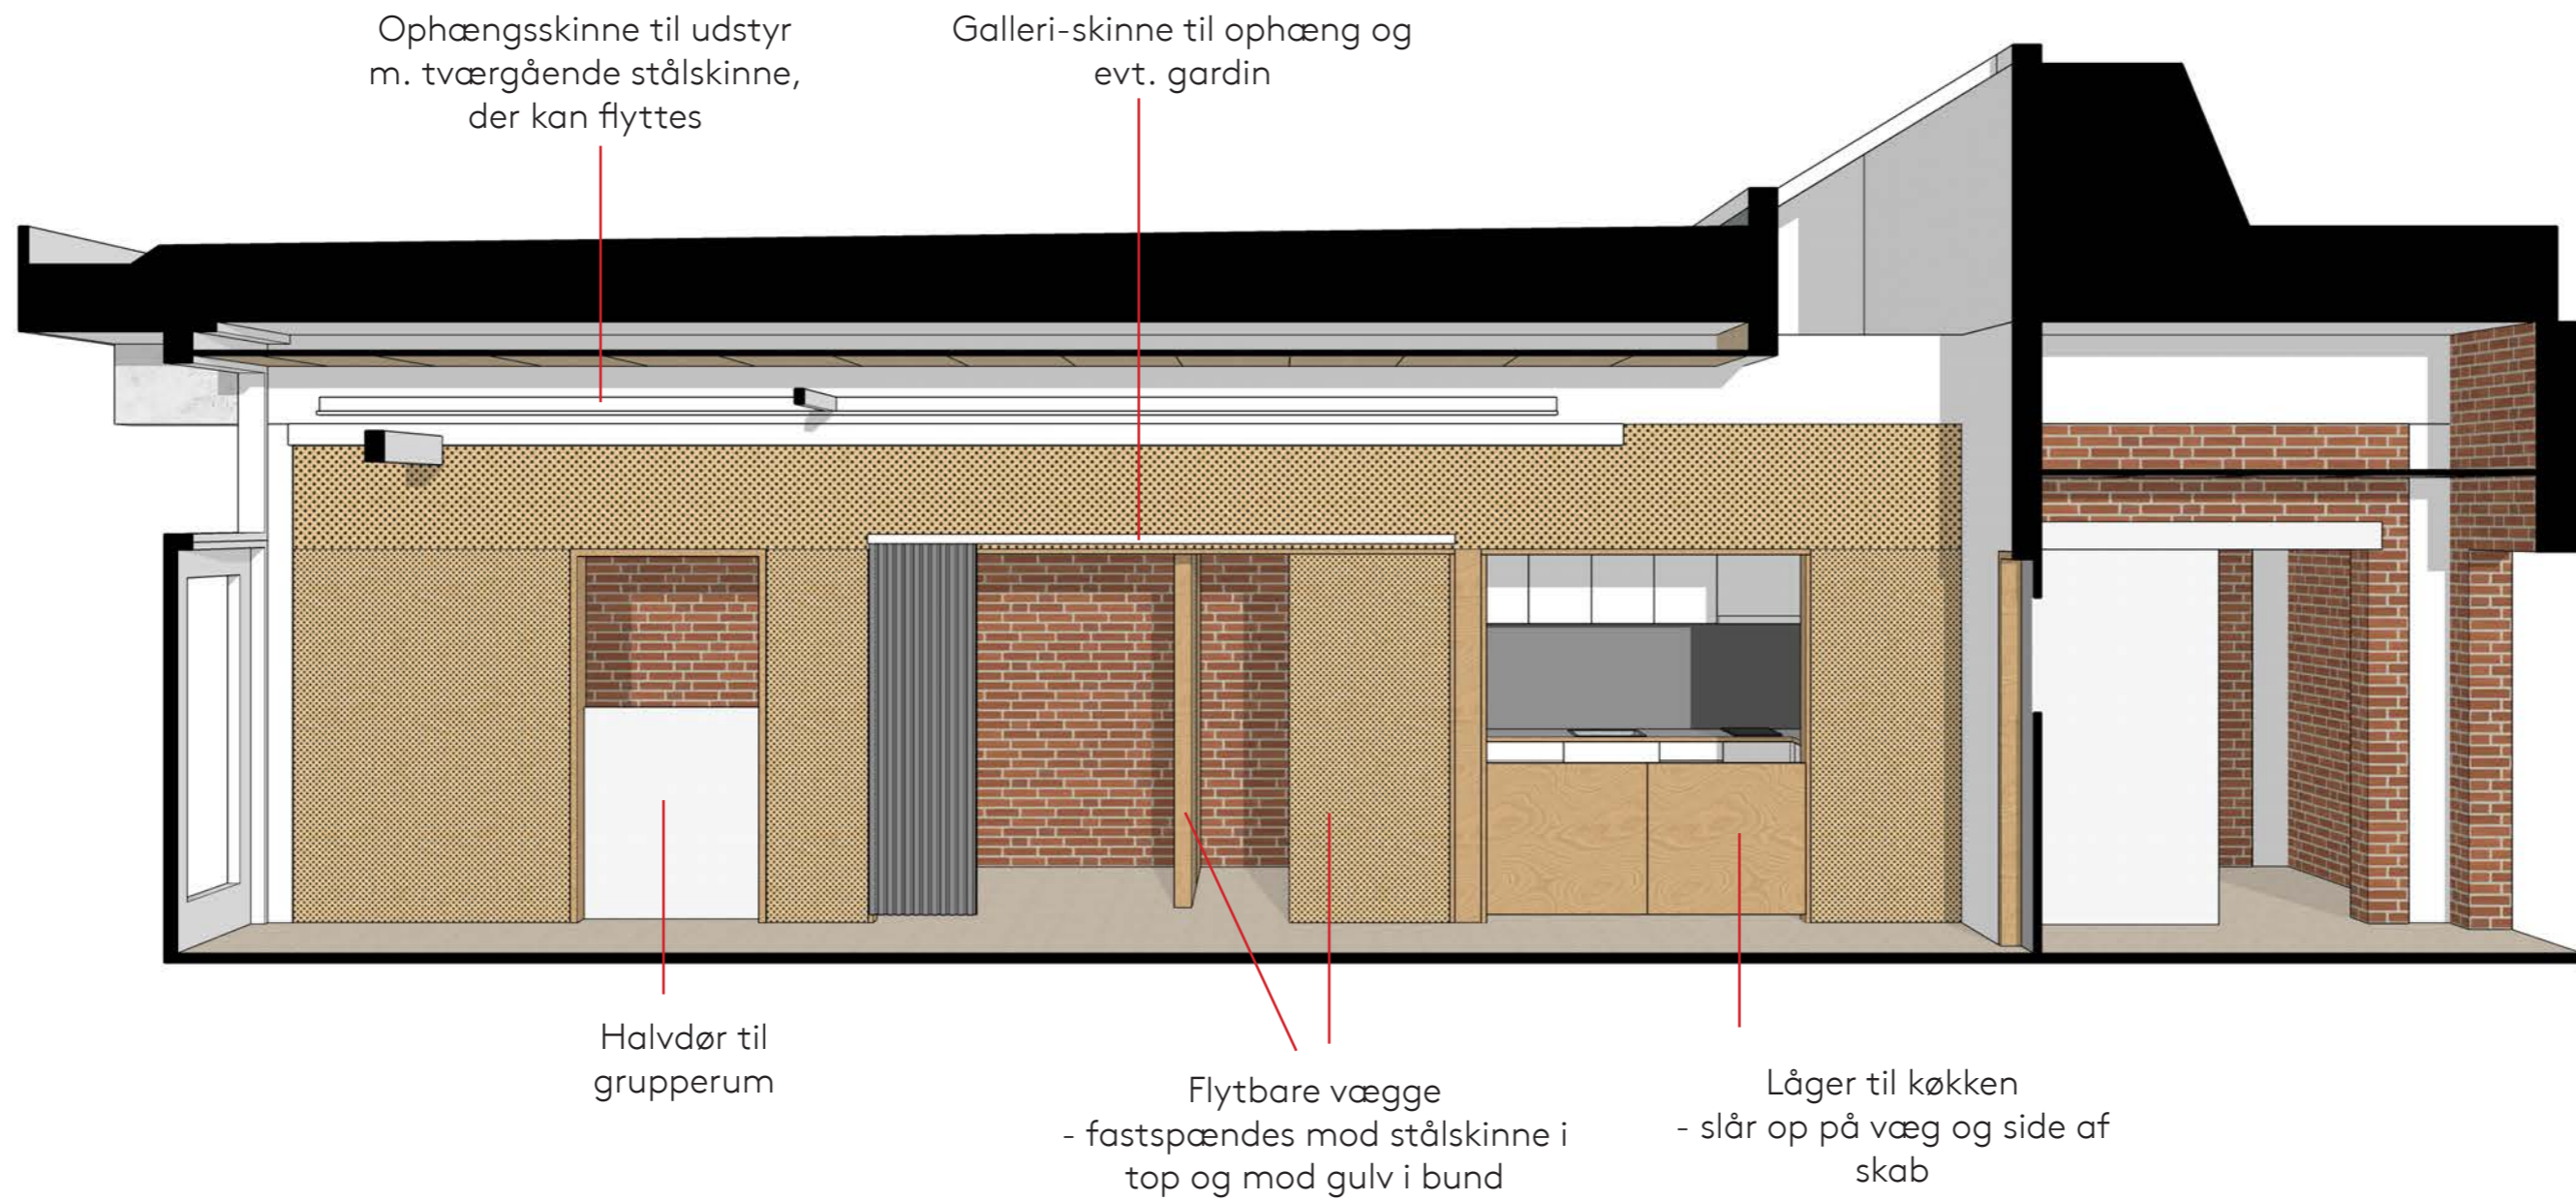 Ophængsskinne til udstyr
m. tværgående stålskinne,
der kan flyttes
Galleri-skinne til ophæng og
evt. gardin
Halvdør til
grupperum
Flytbare vægge
- fastspændes mod stålskinne i
top og mod gulv i bund
Låger til køkken
- slår op på væg og side af
skab